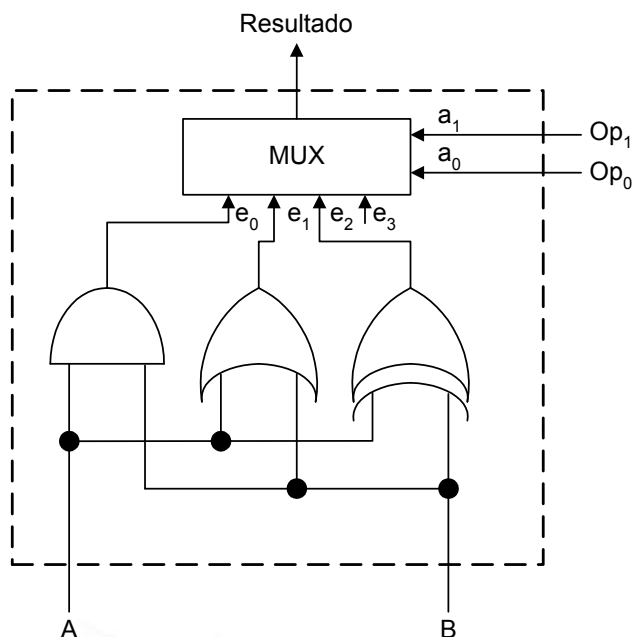 Resultado
a₁
Op₁
MUX
a₀
Op₀
e₀ e₁ e₂ e₃
A B